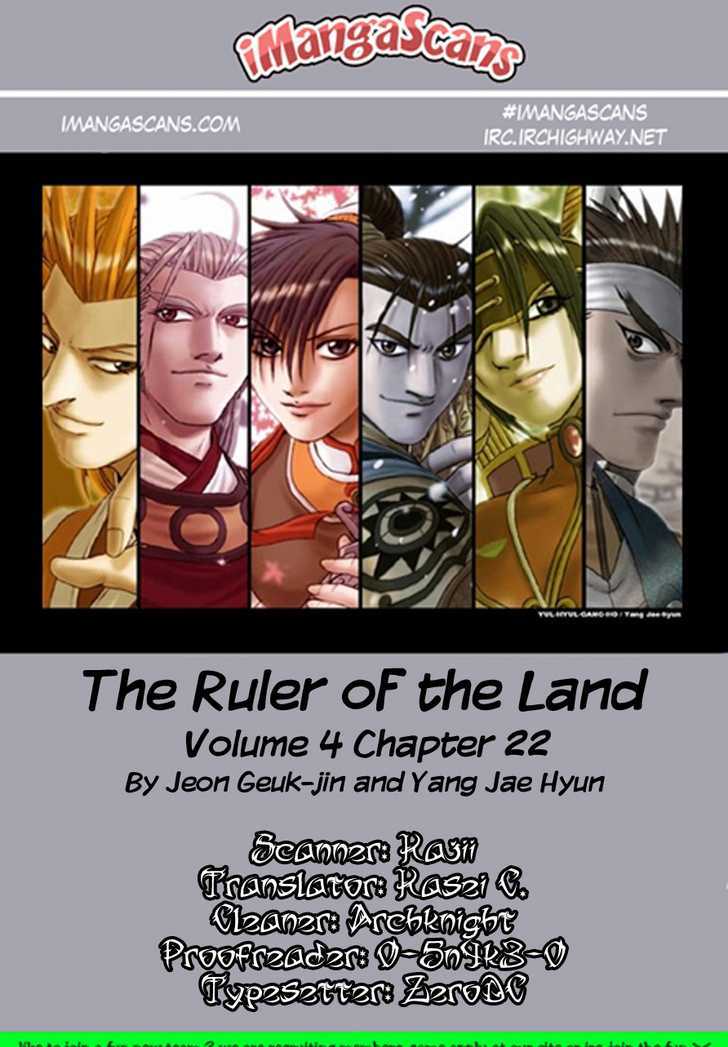 iMangaScans
IMANGASCANS.COM
#IMANGASCANS
IRC.IRCHIGHWAY.NET
YUL-HYUL-GANG-HO / Yang Jae-hyun
The Ruler of the Land
Volume 4 Chapter 22
By Jeon Geuk-jin and Yang Jae Hyun
Scanner: Kajii
Translator: Kasei C.
Cleaner: Archknight
Proofreader: 0-5n4k3-0
Typesetter: ZeroDC